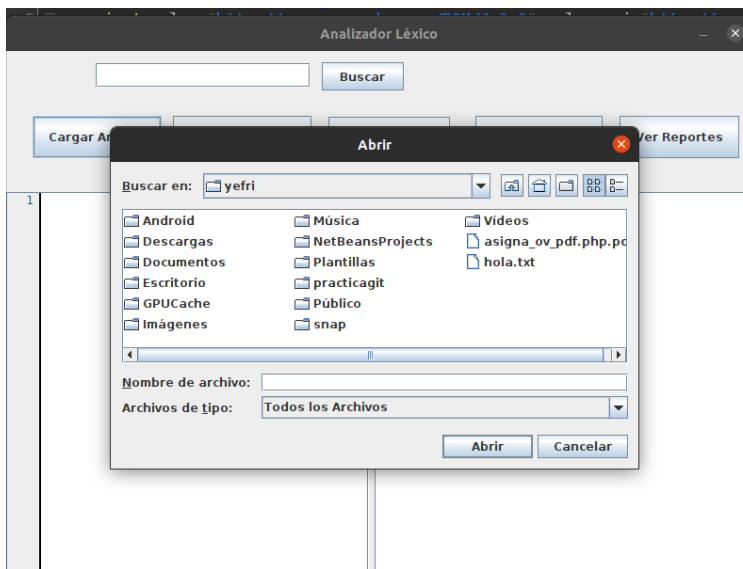 Analizador Léxico
Buscar
Cargar
Ver Reportes
1
Abrir
Buscar en: yefri
Android
Descargas
Documentos
Escritorio
GPUCache
Imágenes
Música
NetBeansProjects
Plantillas
practicagit
Público
snap
Vídeos
asigna_ov_pdf.php.pd
hola.txt
Nombre de archivo:
Archivos de tipo: Todos los Archivos
Abrir Cancelar